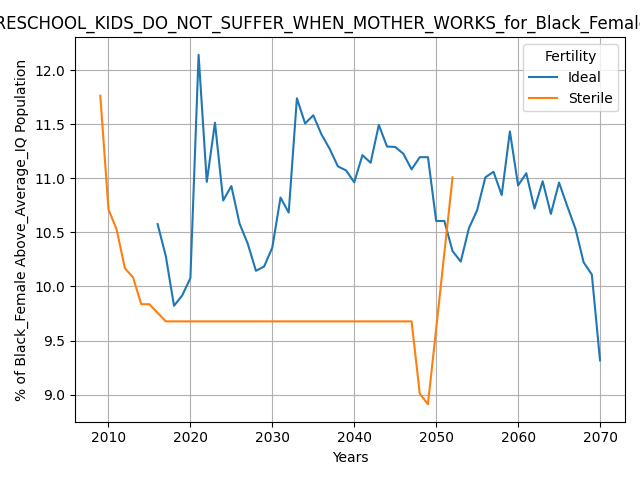 RESCHOOL_KIDS_DO_NOT_SUFFER_WHEN_MOTHER_WORKS_for_Black_Female
% of Black_Female Above_Average_IQ Population
Fertility
Ideal
Sterile
12.0
11.5
11.0
10.5
10.0
9.5
9.0
2010 2020 2030 2040 2050 2060 2070
Years